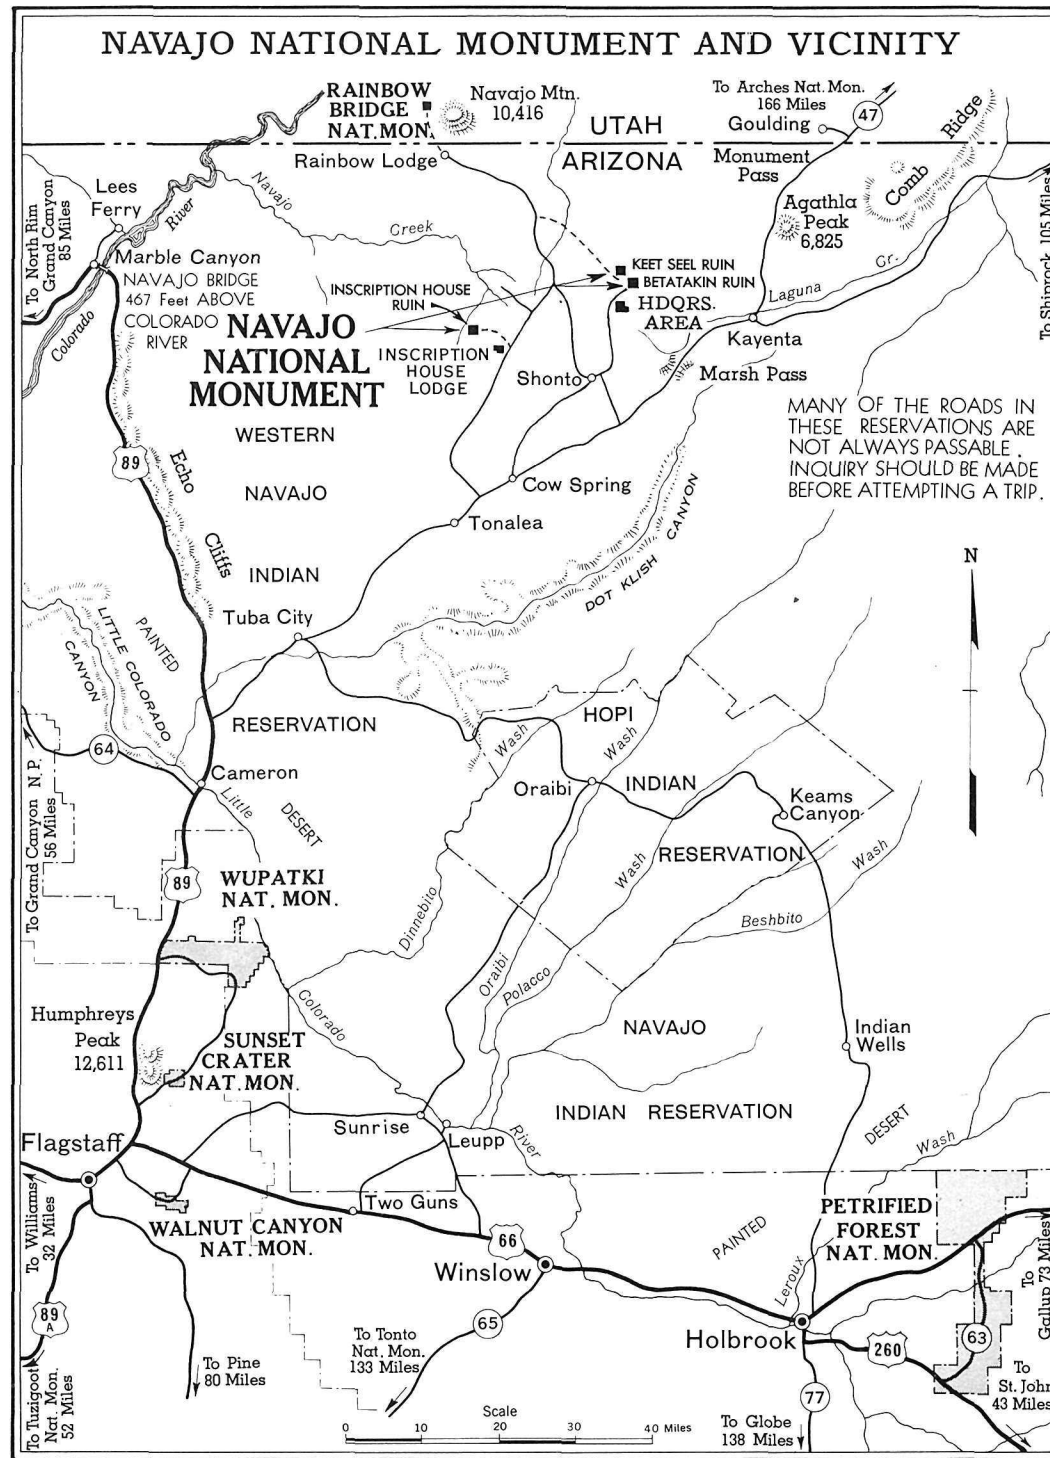 NAVAJO NATIONAL MONUMENT AND VICINITY
RAINBOW
BRIDGE
NAT. MON.
Navajo Mtn.
10,416
To Arches Nat. Mon.
166 Miles
Goulding
47
UTAH
ARIZONA
Rainbow Lodge
Monument
Pass
Comb
Ridge
Agathla
Peak
6,825
Lees
Ferry
River
Navajo
Creek
To North Rim
Grand Canyon
85 Miles
Marble Canyon
NAVAJO BRIDGE
467 Feet ABOVE
COLORADO
RIVER
Colorado
KEET SEEL RUIN
BETATAKIN RUIN
HDQRS.
AREA
INSCRIPTION HOUSE
RUIN
Laguna
Cr.
To Shiprock 105 Miles
Kayenta
NAVAJO
NATIONAL
MONUMENT
INSCRIPTION
HOUSE
LODGE
Shonto
Marsh Pass
MANY OF THE ROADS IN
THESE RESERVATIONS ARE
NOT ALWAYS PASSABLE.
INQUIRY SHOULD BE MADE
BEFORE ATTEMPTING A TRIP.
WESTERN
NAVAJO
INDIAN
RESERVATION
89
Echo
Cliffs
Cow Spring
Tonalea
DOT KLISH CANYON
N
Tuba City
PAINTED
DESERT
LITTLE COLORADO
CANYON
64
Cameron
Little
Colorado
River
To Grand Canyon N.P.
56 Miles
HOPI
INDIAN
RESERVATION
Wash
Wash
Oraibi
Keams
Canyon
Wash
Wash
89
WUPATKI
NAT. MON.
Dinnebito
Oraibi
Polacco
Beshbito
Humphreys
Peak
12,611
SUNSET
CRATER
NAT. MON.
NAVAJO
INDIAN RESERVATION
Indian
Wells
Sunrise
Leupp
DESERT
Wash
Flagstaff
Two Guns
WALNUT CANYON
NAT. MON.
66
Winslow
PAINTED
PETRIFIED
FOREST
NAT. MON.
Leroux
Holbrook
To Williams
32 Miles
89
A
To Tuzigoot
Nat. Mon.
52 Miles
To Pine
80 Miles
To Tonto
Nat. Mon.
133 Miles
65
260
63
77
To
Gallup 73 Miles
To
St. John
43 Miles
To Globe
138 Miles
Scale
0 10 20 30 40 Miles